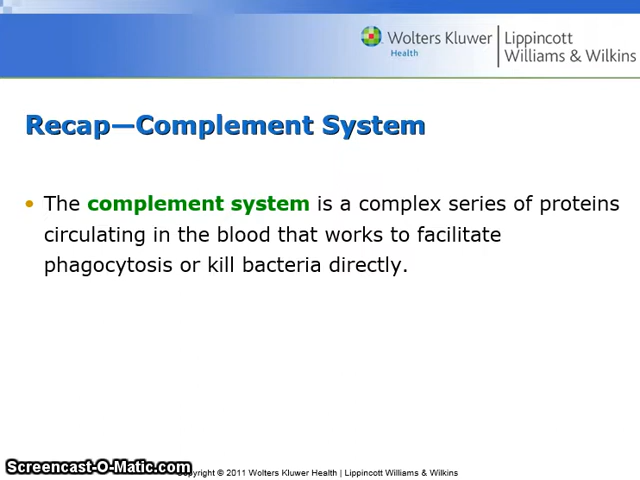 Wolters Kluwer
Health
Lippincott
Williams & Wilkins
Recap—Complement System
• The complement system is a complex series of proteins
circulating in the blood that works to facilitate
phagocytosis or kill bacteria directly.
Screencast-O-Matic.com
opyright © 2011 Wolters Kluwer Health | Lippincott Williams & Wilkins